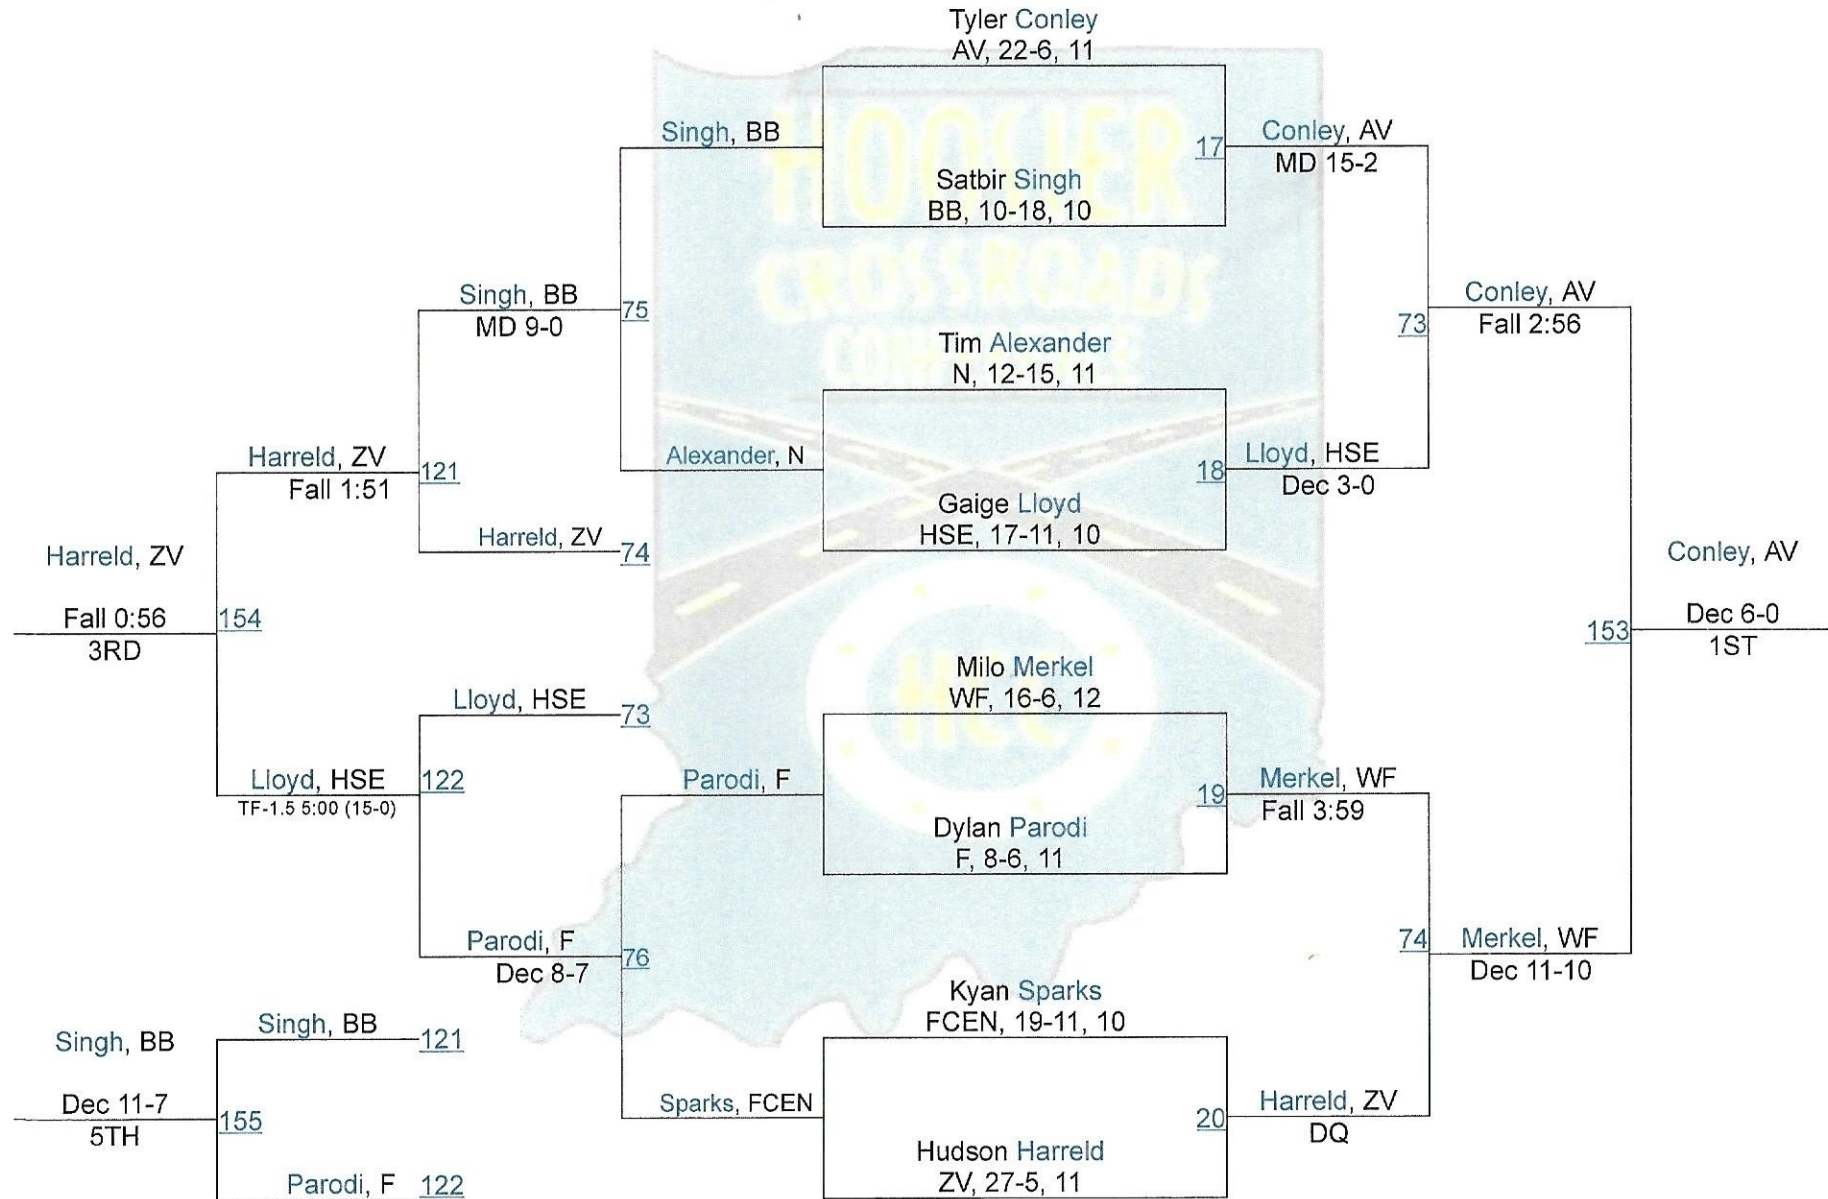 Tyler Conley
AV, 22-6, 11
Singh, BB
17
Conley, AV
MD 15-2
Satbir Singh
BB, 10-18, 10
Singh, BB
MD 9-0
75
Conley, AV
Fall 2:56
73
Tim Alexander
N, 12-15, 11
Harreld, ZV
Fall 1:51
121
Alexander, N
18
Lloyd, HSE
Dec 3-0
Gaige Lloyd
HSE, 17-11, 10
Harreld, ZV
74
Harreld, ZV
Fall 0:56
3RD
154
Conley, AV
Dec 6-0
1ST
153
Milo Merkel
WF, 16-6, 12
Lloyd, HSE
73
Lloyd, HSE
TF-1.5 5:00 (15-0)
122
Parodi, F
19
Merkel, WF
Fall 3:59
Dylan Parodi
F, 8-6, 11
Parodi, F
Dec 8-7
76
74
Merkel, WF
Dec 11-10
Kyan Sparks
FCEN, 19-11, 10
Singh, BB
121
Singh, BB
Dec 11-7
5TH
155
Sparks, FCEN
20
Harreld, ZV
DQ
Hudson Harreld
ZV, 27-5, 11
Parodi, F
122
HOOSIER
CROSSROADS
CONFERENCE
HCC